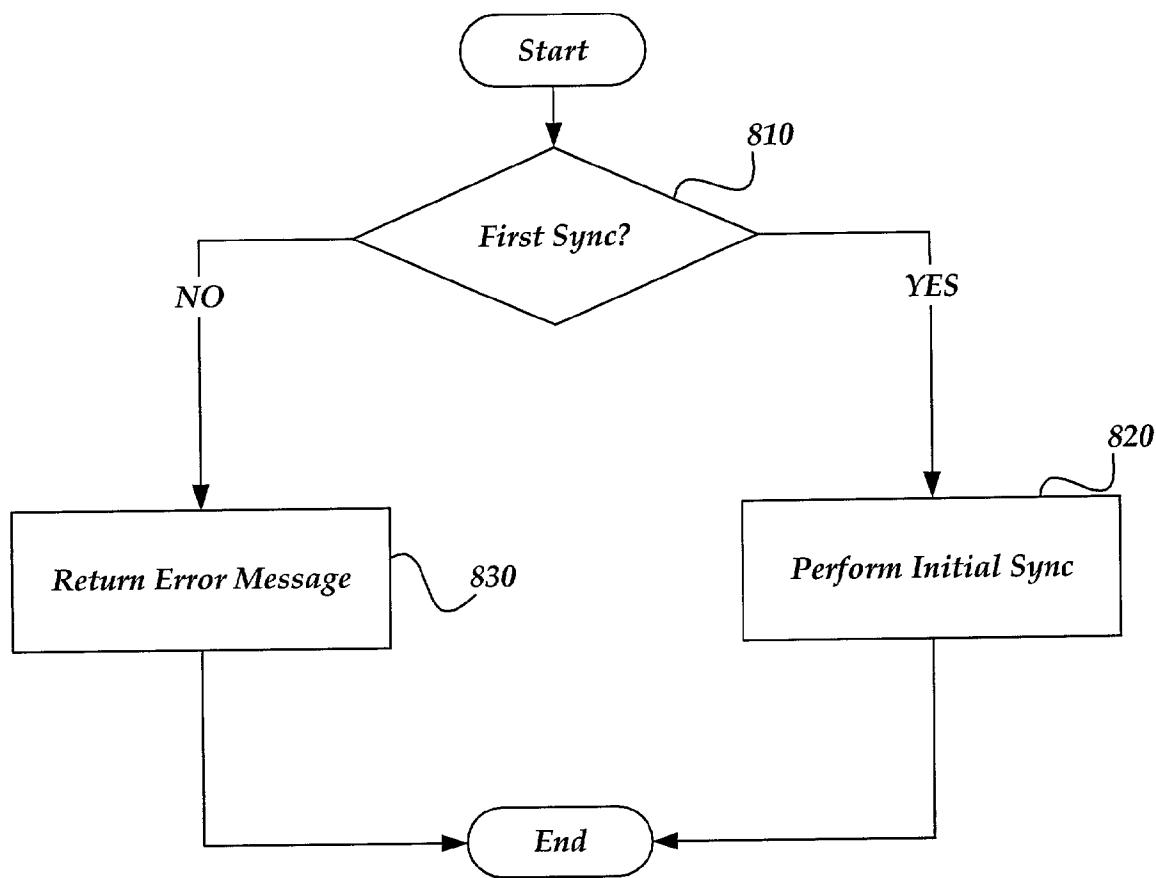 Start
810
First Sync?
NO
YES
820
Return Error Message
830
Perform Initial Sync
End